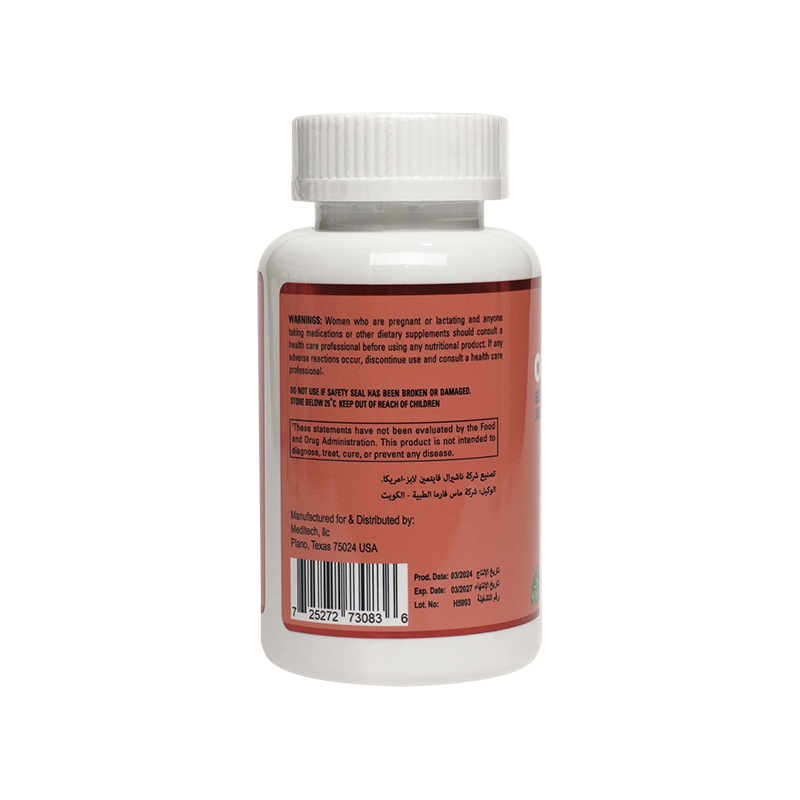 WARNINGS: Women who are pregnant or lactating and anyone
taking medications or other dietary supplements should consult a
health care professional before using any nutritional product. If any
adverse reactions occur, discontinue use and consult a health care
professional.
DO NOT USE IF SAFETY SEAL HAS BEEN BROKEN OR DAMAGED.
STORE BELOW 25°C KEEP OUT OF REACH OF CHILDREN
†These statements have not been evaluated by the Food
and Drug Administration. This product is not intended to
diagnose, treat, cure, or prevent any disease.
تصنيع شركة ناشيرال فايتمين لابز-امريكا.
الوكيل: شركة ماس فارما الطبية - الكويت
Manufactured for & Distributed by:
Meditech, llc
Plano, Texas 75024 USA
Prod. Date: 03/2024 تاريخ الإنتاج
Exp. Date: 03/2027 تاريخ الإنتهاء
Lot. No: H5993 رقم التشغيلة
7 25272 73083 6